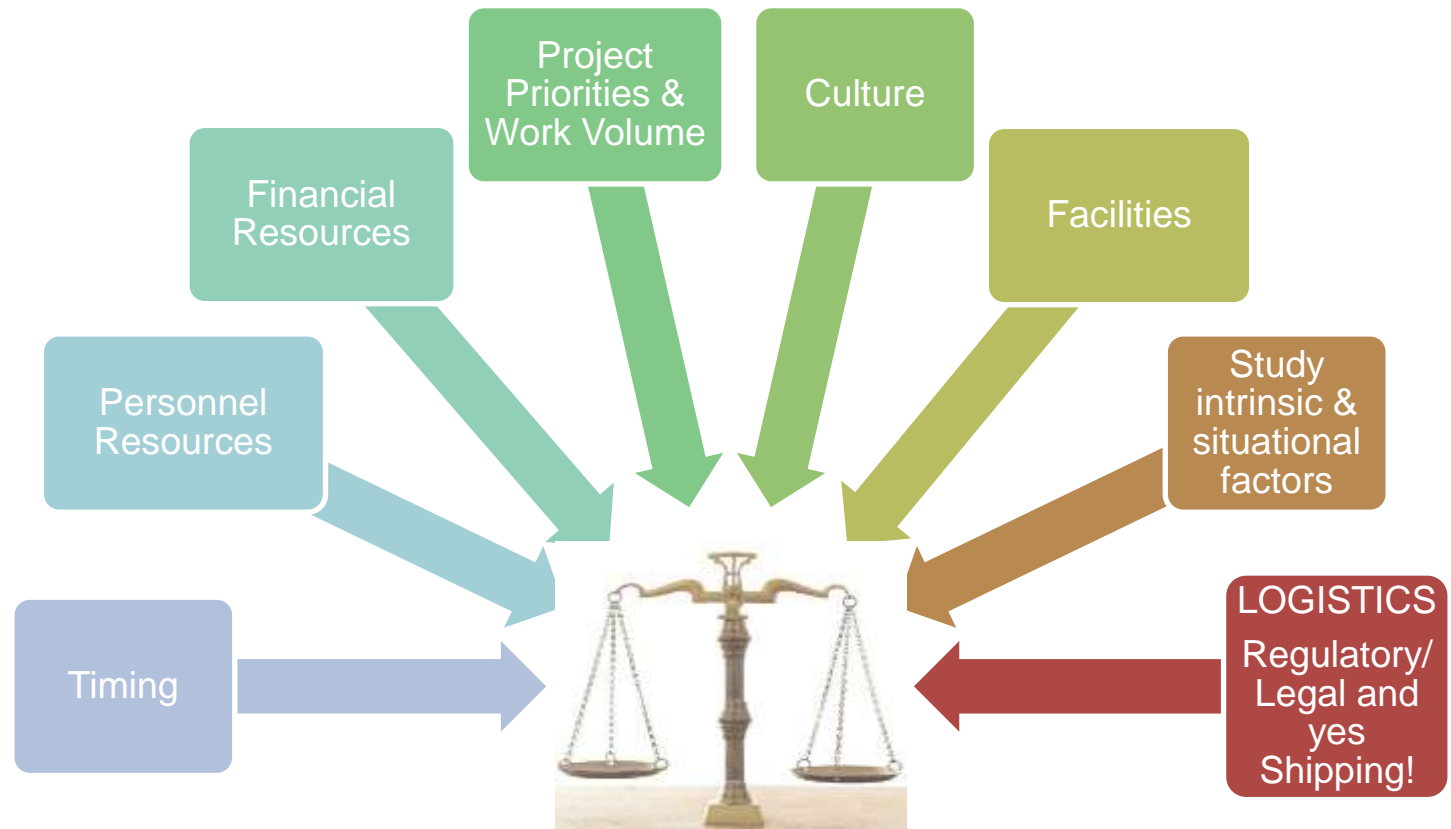 Project
Priorities &
Work Volume
Culture
Financial
Resources
Facilities
Personnel
Resources
Study
intrinsic &
situational
factors
Timing
LOGISTICS
Regulatory/
Legal and
yes
Shipping!